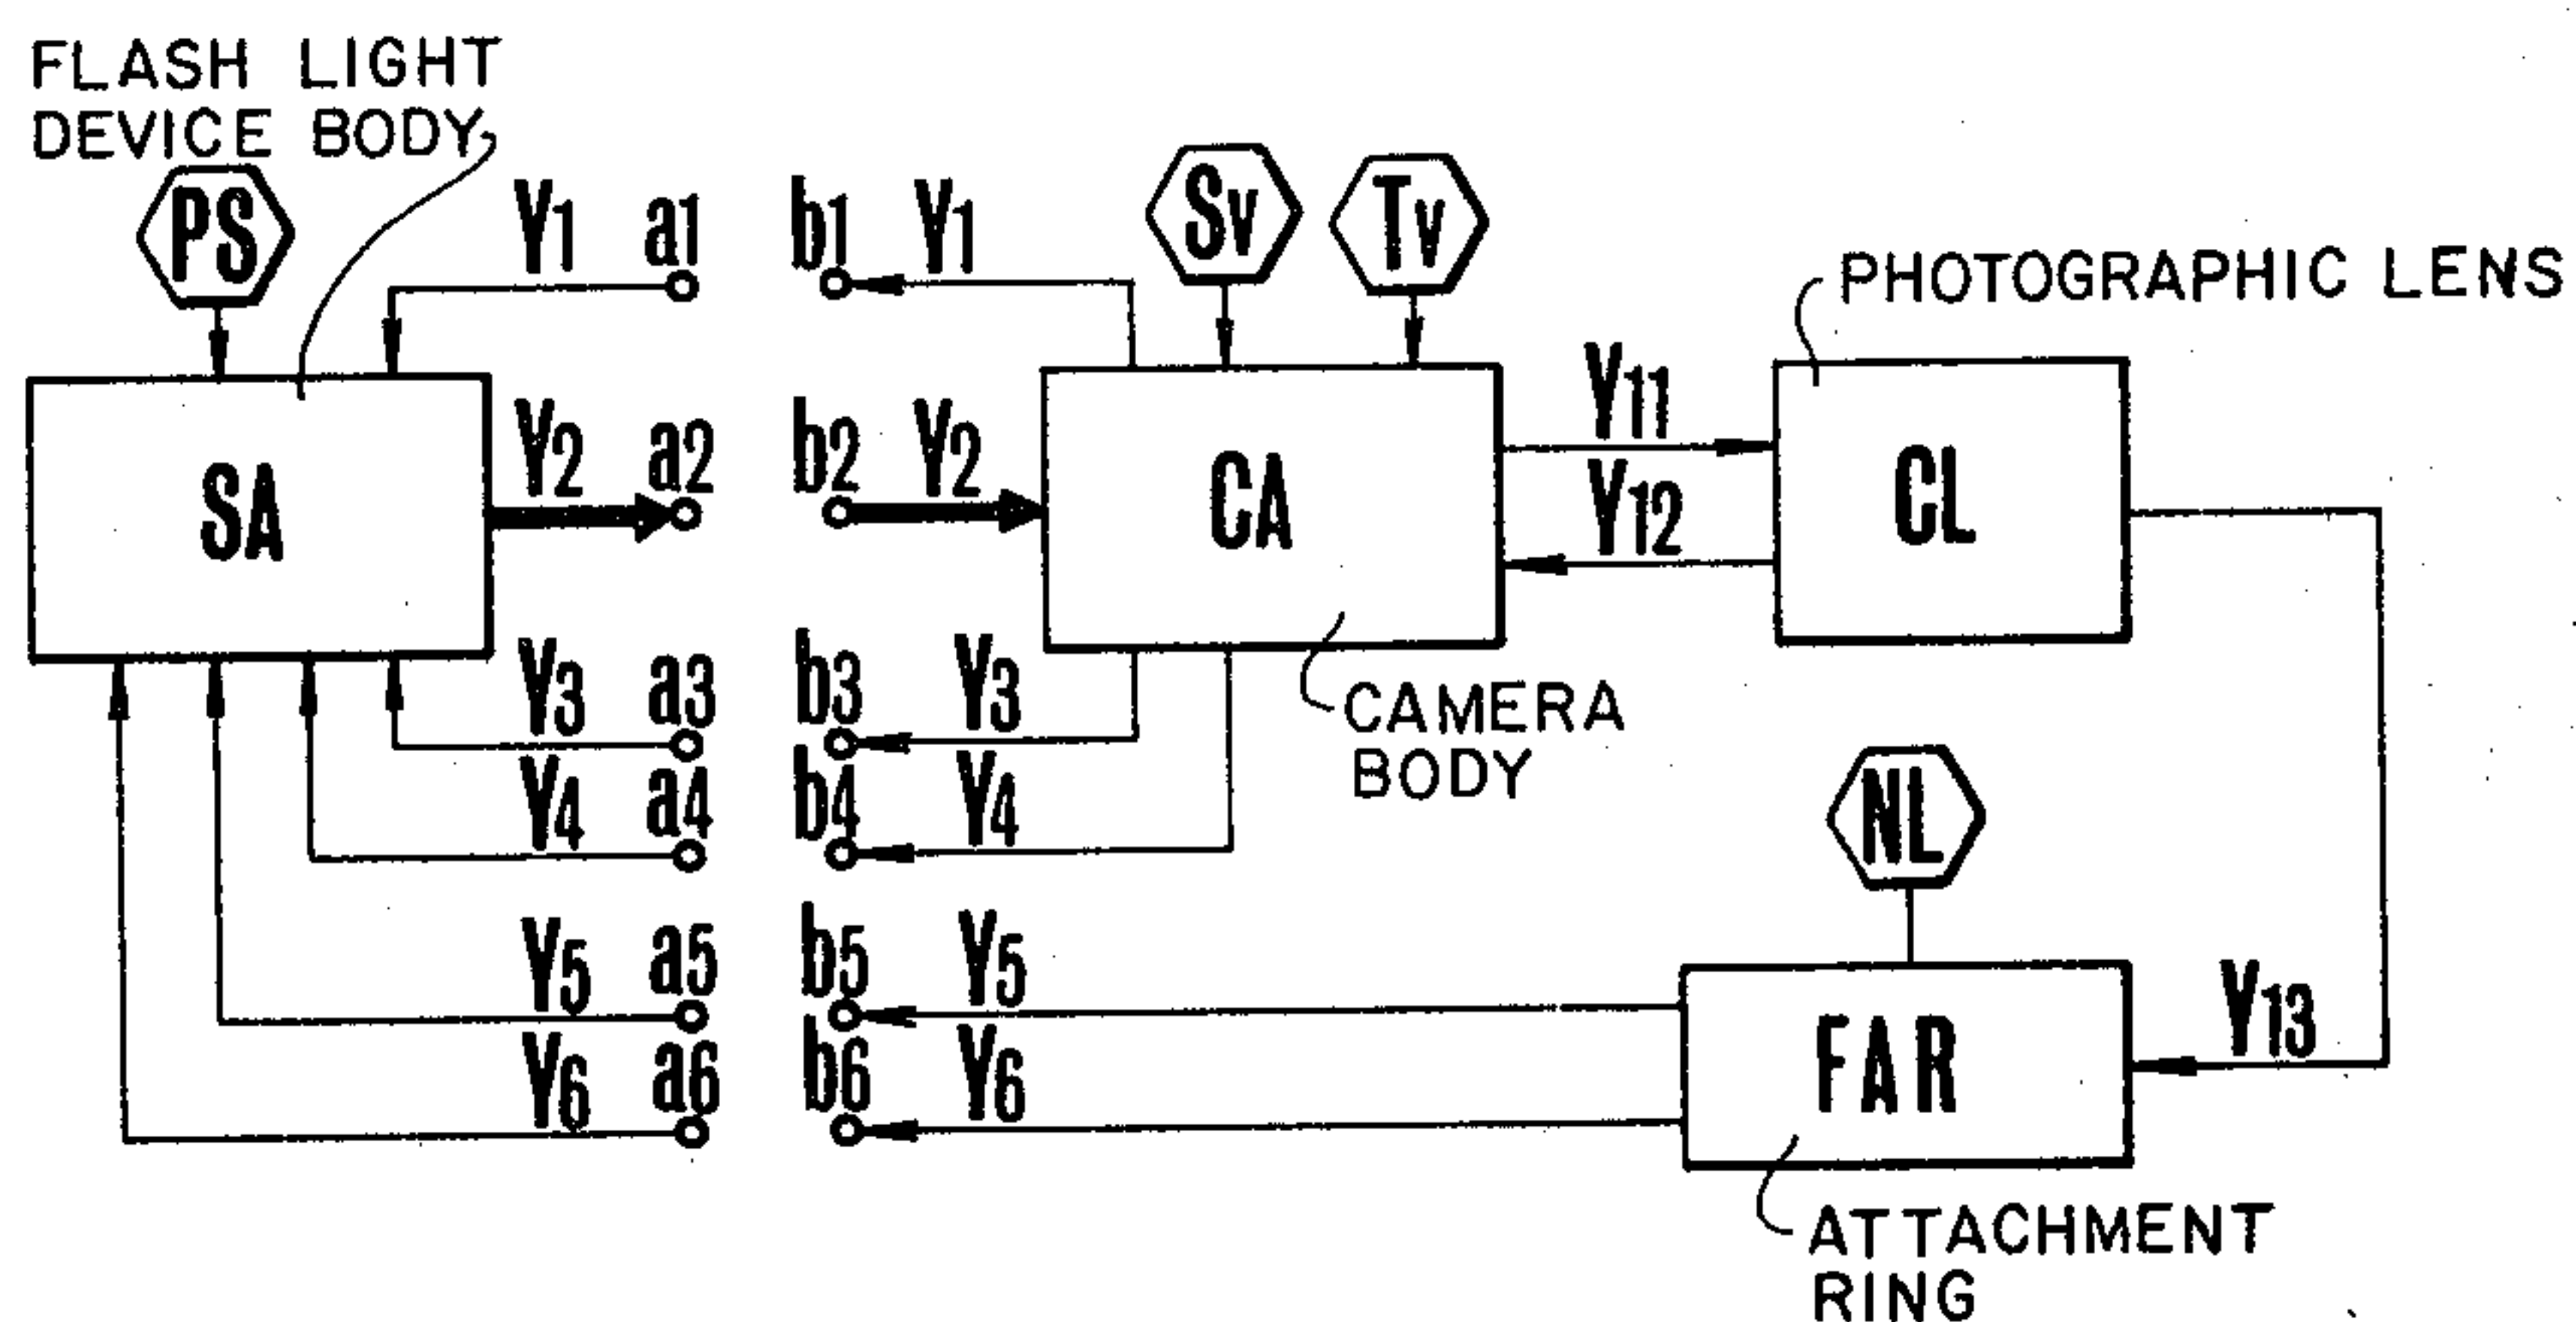 FLASH LIGHT
DEVICE BODY
PS
Y1 a1 b1 Y1
Sv
Tv
PHOTOGRAPHIC LENS
Y2 a2 b2 Y2
Y11
SA
CA
CL
Y12
Y3 a3 b3 Y3
CAMERA
BODY
Y4 a4 b4 Y4
NL
Y5 a5 b5 Y5
Y13
FAR
Y6 a6 b6 Y6
ATTACHMENT
RING